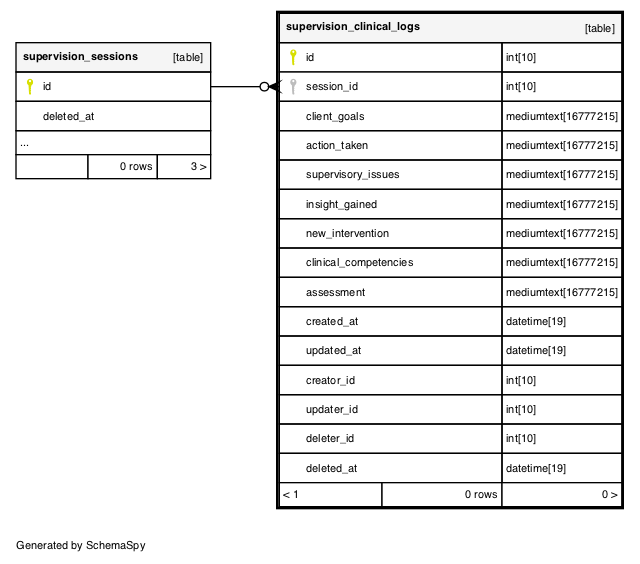 supervision_sessions [table]
id
deleted_at
...
0 rows 3 >
supervision_clinical_logs [table]
id int[10]
session_id int[10]
client_goals mediumtext[16777215]
action_taken mediumtext[16777215]
supervisory_issues mediumtext[16777215]
insight_gained mediumtext[16777215]
new_intervention mediumtext[16777215]
clinical_competencies mediumtext[16777215]
assessment mediumtext[16777215]
created_at datetime[19]
updated_at datetime[19]
creator_id int[10]
updater_id int[10]
deleter_id int[10]
deleted_at datetime[19]
< 1 0 rows 0 >
Generated by SchemaSpy